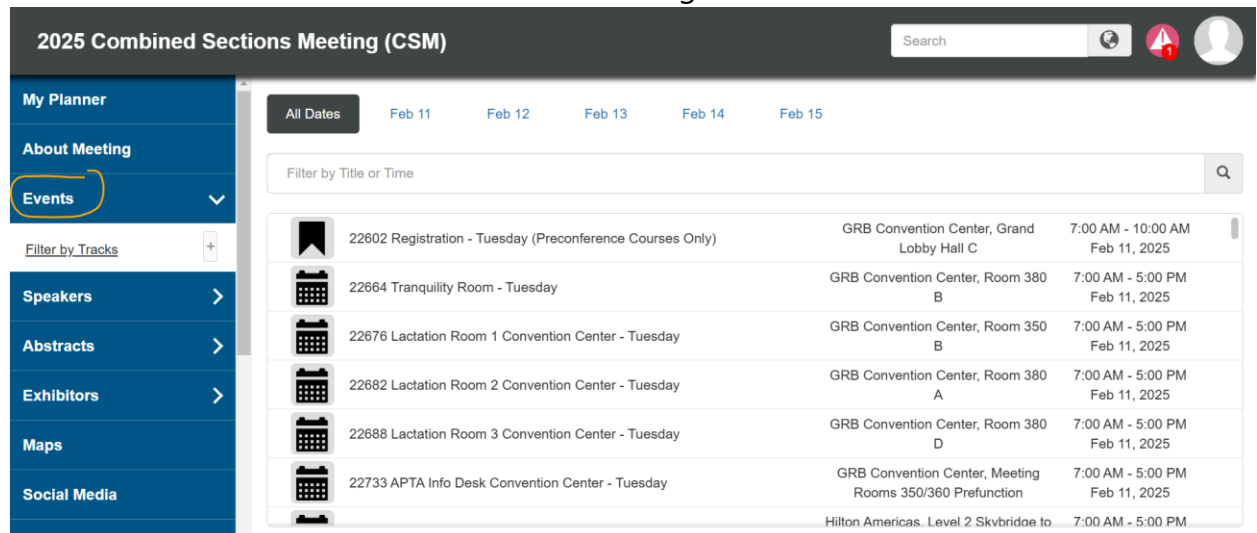 2025 Combined Sections Meeting (CSM)
Search
1
My Planner
About Meeting
Events
Filter by Tracks
+
Speakers
Abstracts
Exhibitors
Maps
Social Media
All Dates
Feb 11
Feb 12
Feb 13
Feb 14
Feb 15
Filter by Title or Time
22602 Registration - Tuesday (Preconference Courses Only)
GRB Convention Center, Grand
Lobby Hall C
7:00 AM - 10:00 AM
Feb 11, 2025
22664 Tranquility Room - Tuesday
GRB Convention Center, Room 380
B
7:00 AM - 5:00 PM
Feb 11, 2025
22676 Lactation Room 1 Convention Center - Tuesday
GRB Convention Center, Room 350
B
7:00 AM - 5:00 PM
Feb 11, 2025
22682 Lactation Room 2 Convention Center - Tuesday
GRB Convention Center, Room 380
A
7:00 AM - 5:00 PM
Feb 11, 2025
22688 Lactation Room 3 Convention Center - Tuesday
GRB Convention Center, Room 380
D
7:00 AM - 5:00 PM
Feb 11, 2025
22733 APTA Info Desk Convention Center - Tuesday
GRB Convention Center, Meeting
Rooms 350/360 Prefunction
7:00 AM - 5:00 PM
Feb 11, 2025
Hilton Americas, Level 2 Skybridge to
7:00 AM - 5:00 PM